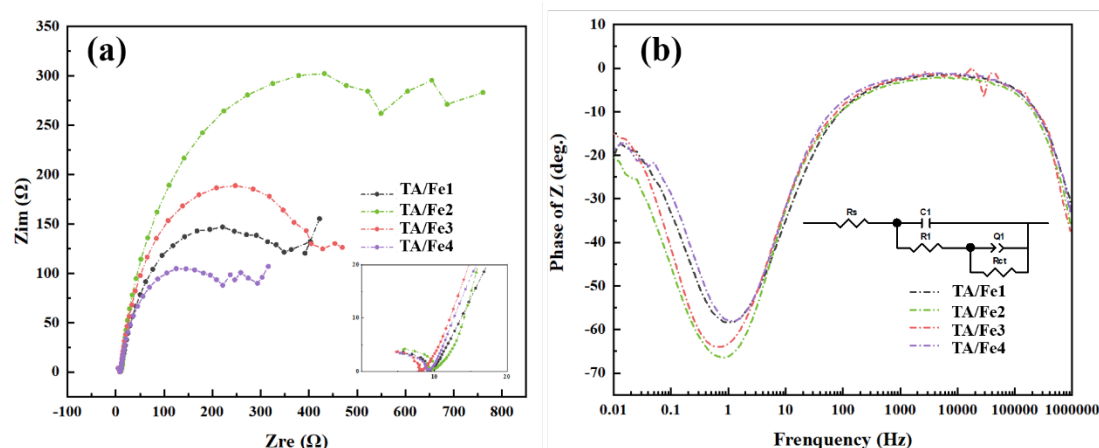 (a)
350
300
250
200
150
100
50
0
Zim (Ω)
-100 0 100 200 300 400 500 600 700 800
Zre (Ω)
TA/Fe1
TA/Fe2
TA/Fe3
TA/Fe4
20
10
0
10 20
(b)
10
0
-10
-20
-30
-40
-50
-60
-70
Phase of Z (deg.)
0.01 0.1 1 10 100 1000 10000 100000 1000000
Frenquency (Hz)
Rs C1
R1 Q1
Rct
TA/Fe1
TA/Fe2
TA/Fe3
TA/Fe4